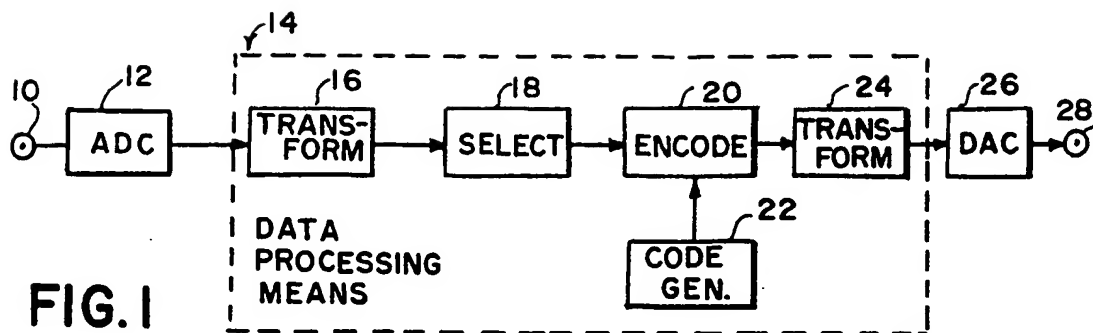 14
10
12
16
18
20
24
26
28
ADC
TRANS-
FORM
SELECT
ENCODE
TRANS-
FORM
DAC
22
CODE
GEN.
DATA
PROCESSING
MEANS
FIG. 1